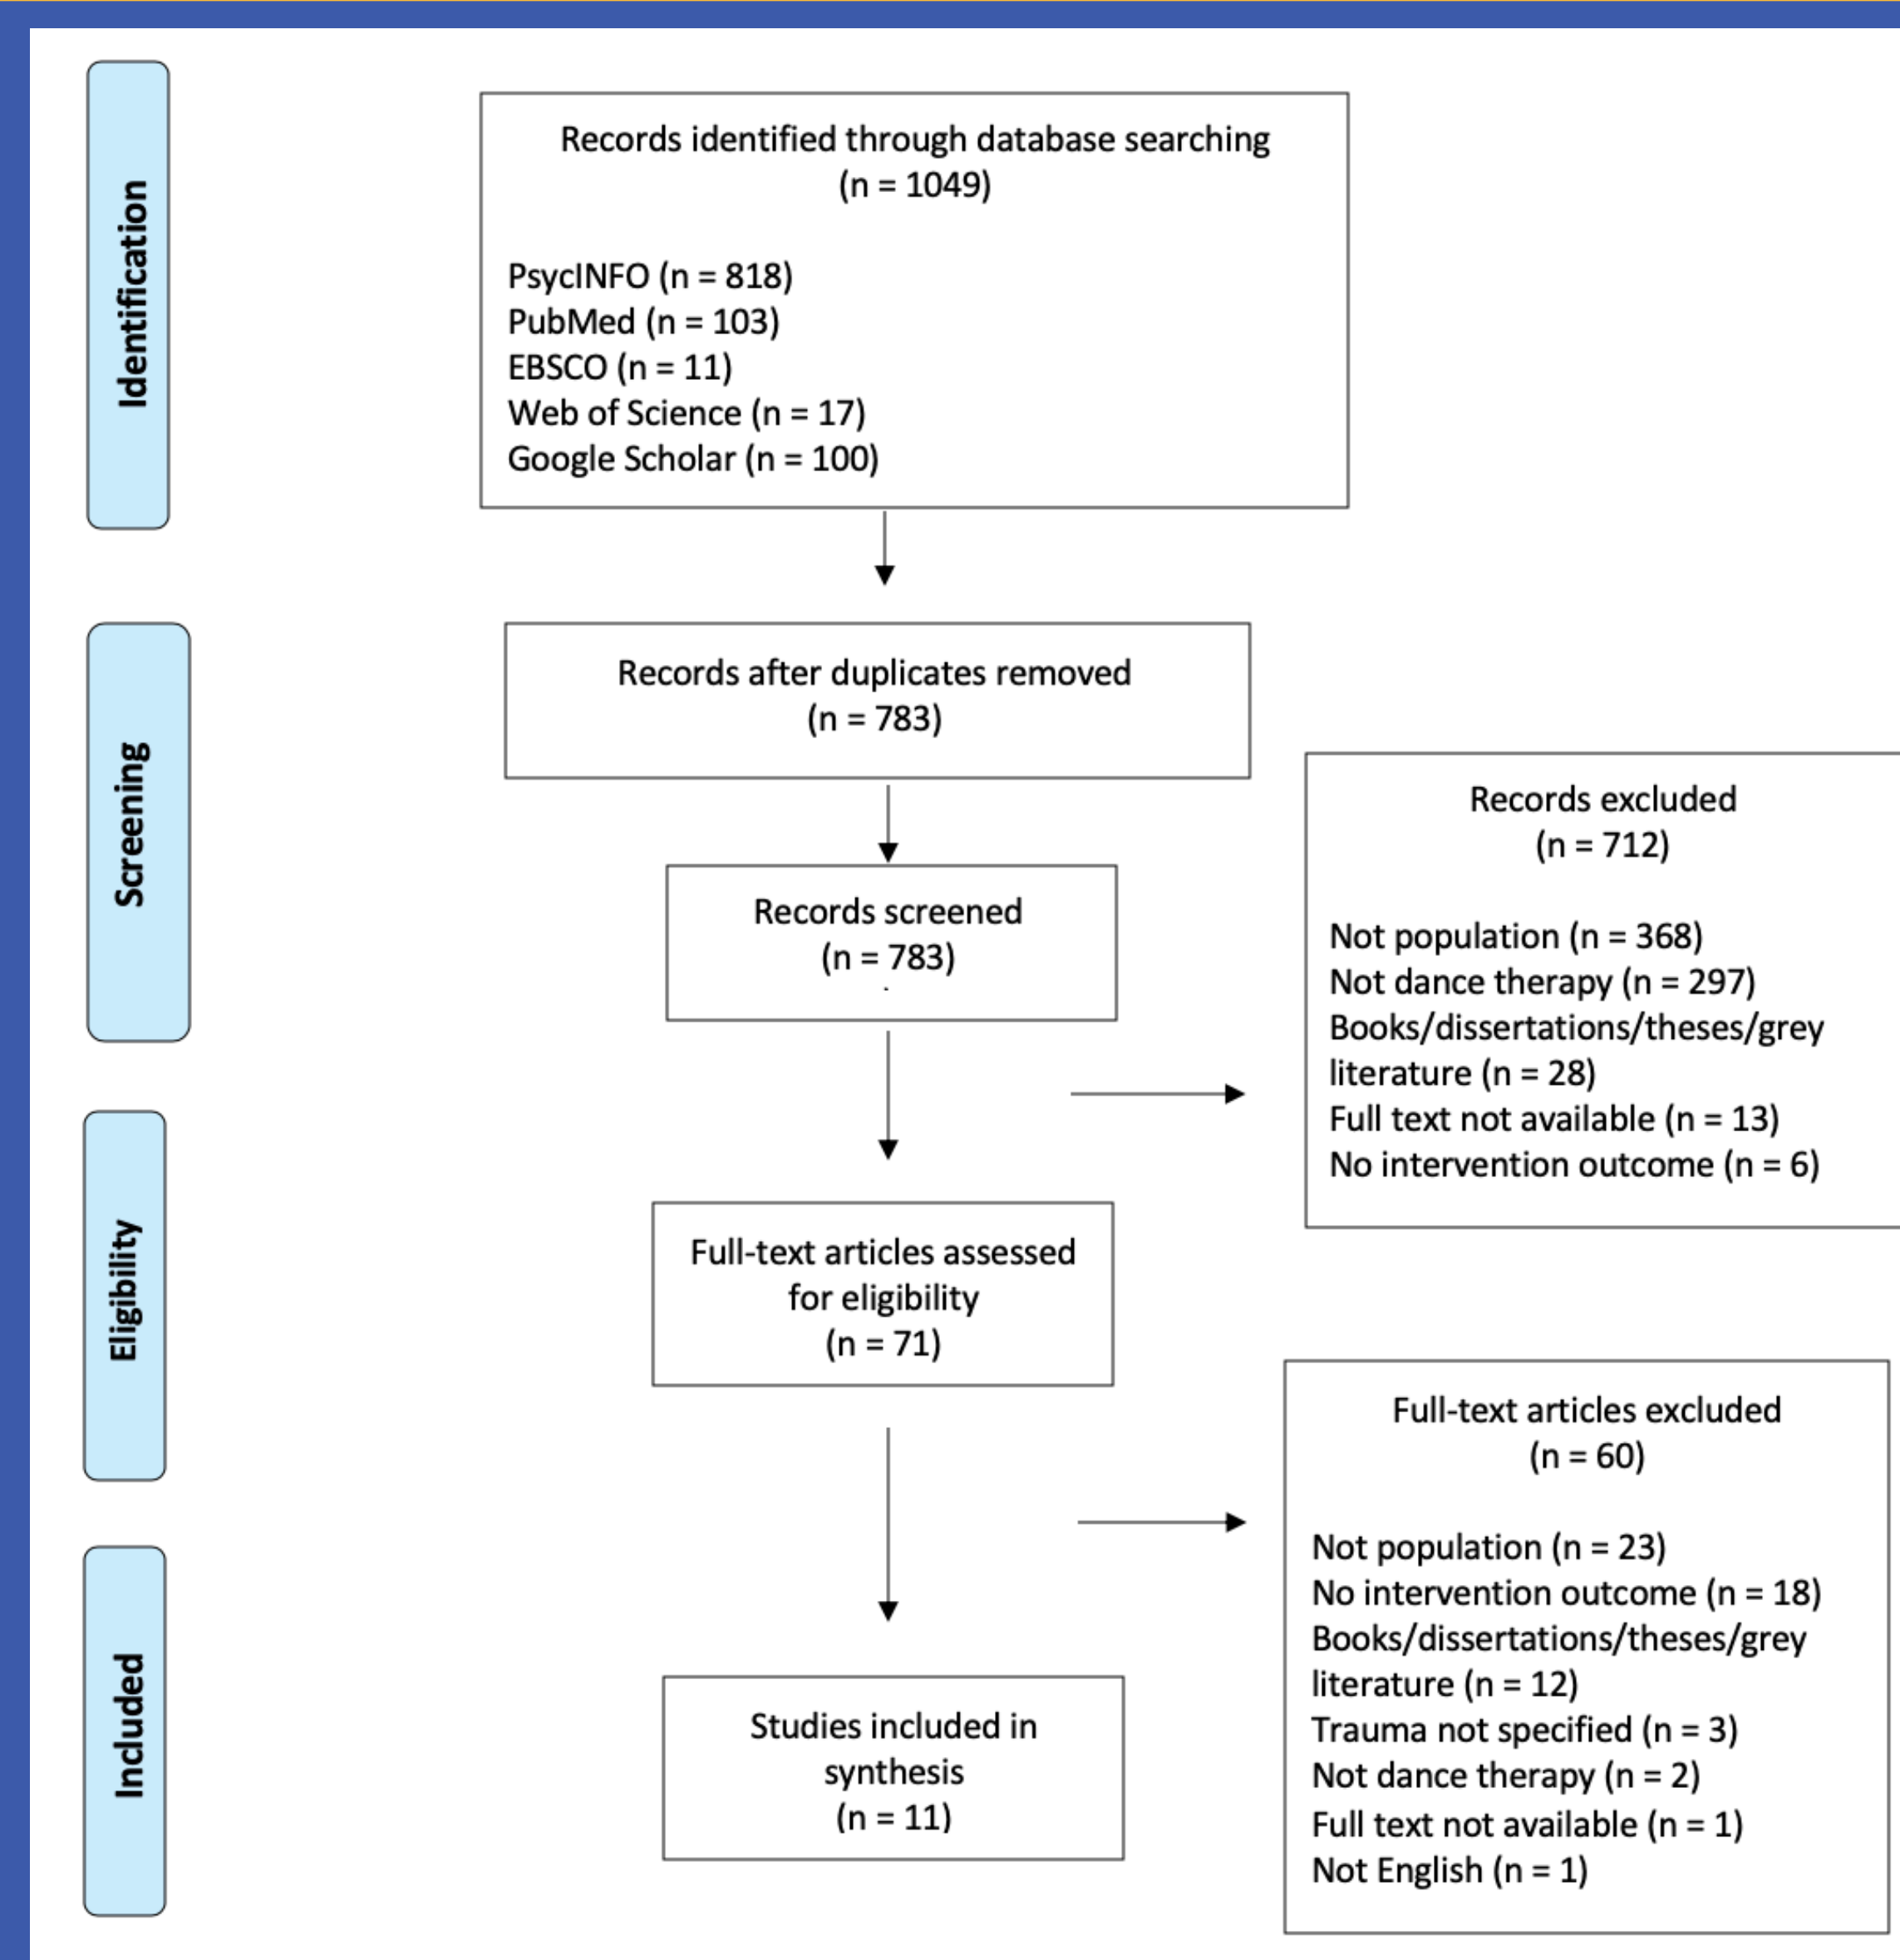 Identification
Records identified through database searching
(n = 1049)
PsycINFO (n = 818)
PubMed (n = 103)
EBSCO (n = 11)
Web of Science (n = 17)
Google Scholar (n = 100)
Screening
Records after duplicates removed
(n = 783)
Records screened
(n = 783)
.
Records excluded
(n = 712)
Not population (n = 368)
Not dance therapy (n = 297)
Books/dissertations/theses/grey
literature (n = 28)
Full text not available (n = 13)
No intervention outcome (n = 6)
Eligibility
Full-text articles assessed
for eligibility
(n = 71)
Full-text articles excluded
(n = 60)
Not population (n = 23)
No intervention outcome (n = 18)
Books/dissertations/theses/grey
literature (n = 12)
Trauma not specified (n = 3)
Not dance therapy (n = 2)
Full text not available (n = 1)
Not English (n = 1)
Included
Studies included in
synthesis
(n = 11)